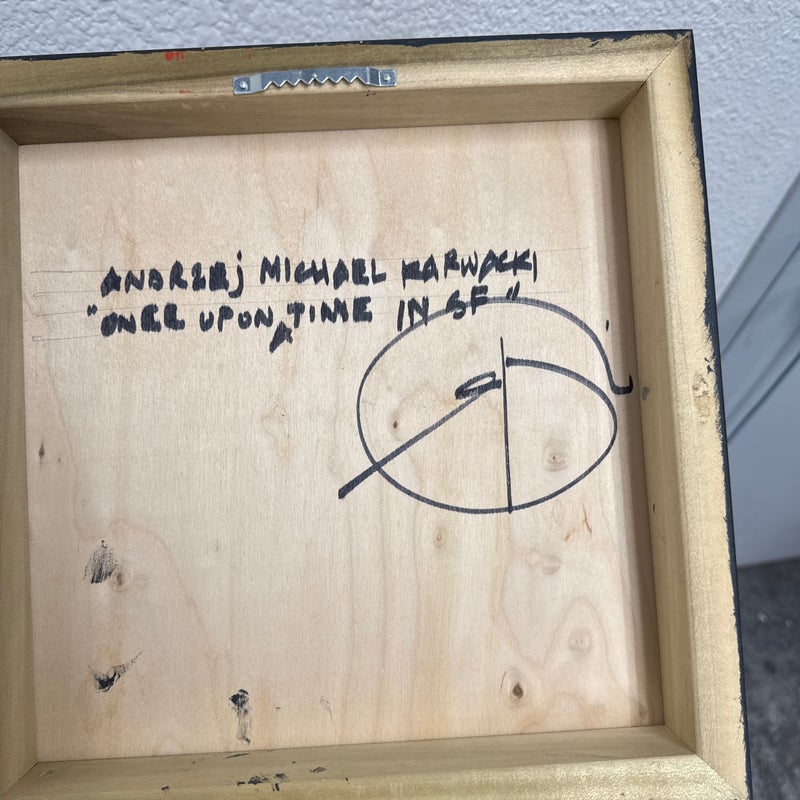 ANDRZEJ MICHAEL KARWACKI
"ONCE UPON A TIME IN SF"